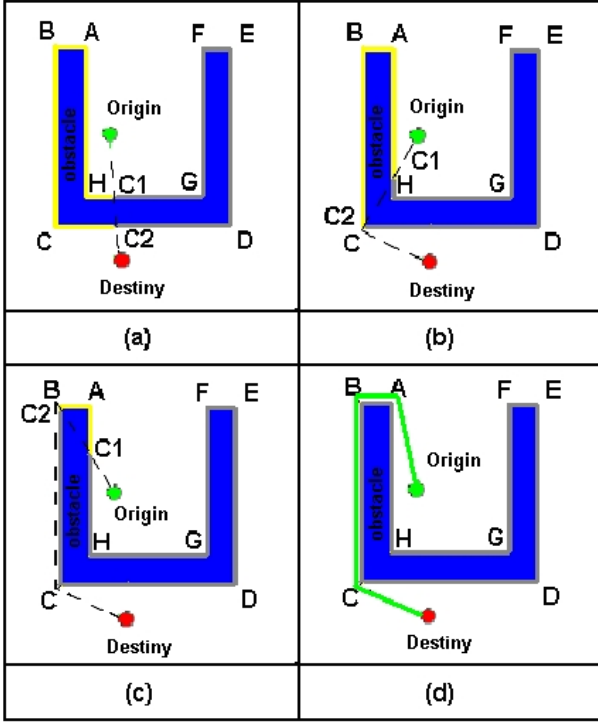 B A F E
obstacle
Origin
H C1 G
C C2 D
Destiny
(a)
B A F E
obstacle
Origin
C1
H G
C2
C D
Destiny
(b)
B A F E
C2
C1
obstacle
Origin
H G
C D
Destiny
(c)
B A F E
obstacle
Origin
H G
C D
Destiny
(d)